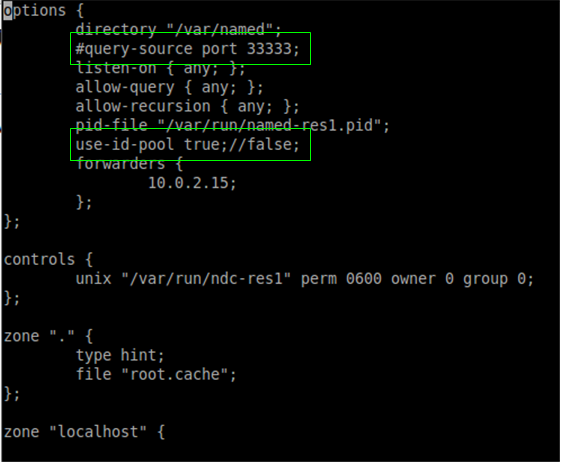 options {
directory "/var/named";
#query-source port 33333;
listen-on { any; };
allow-query { any; };
allow-recursion { any; };
pid-file "/var/run/named-res1.pid";
use-id-pool true;//false;
forwarders {
10.0.2.15;
};
};
controls {
unix "/var/run/ndc-res1" perm 0600 owner 0 group 0;
};
zone "." {
type hint;
file "root.cache";
};
zone "localhost" {